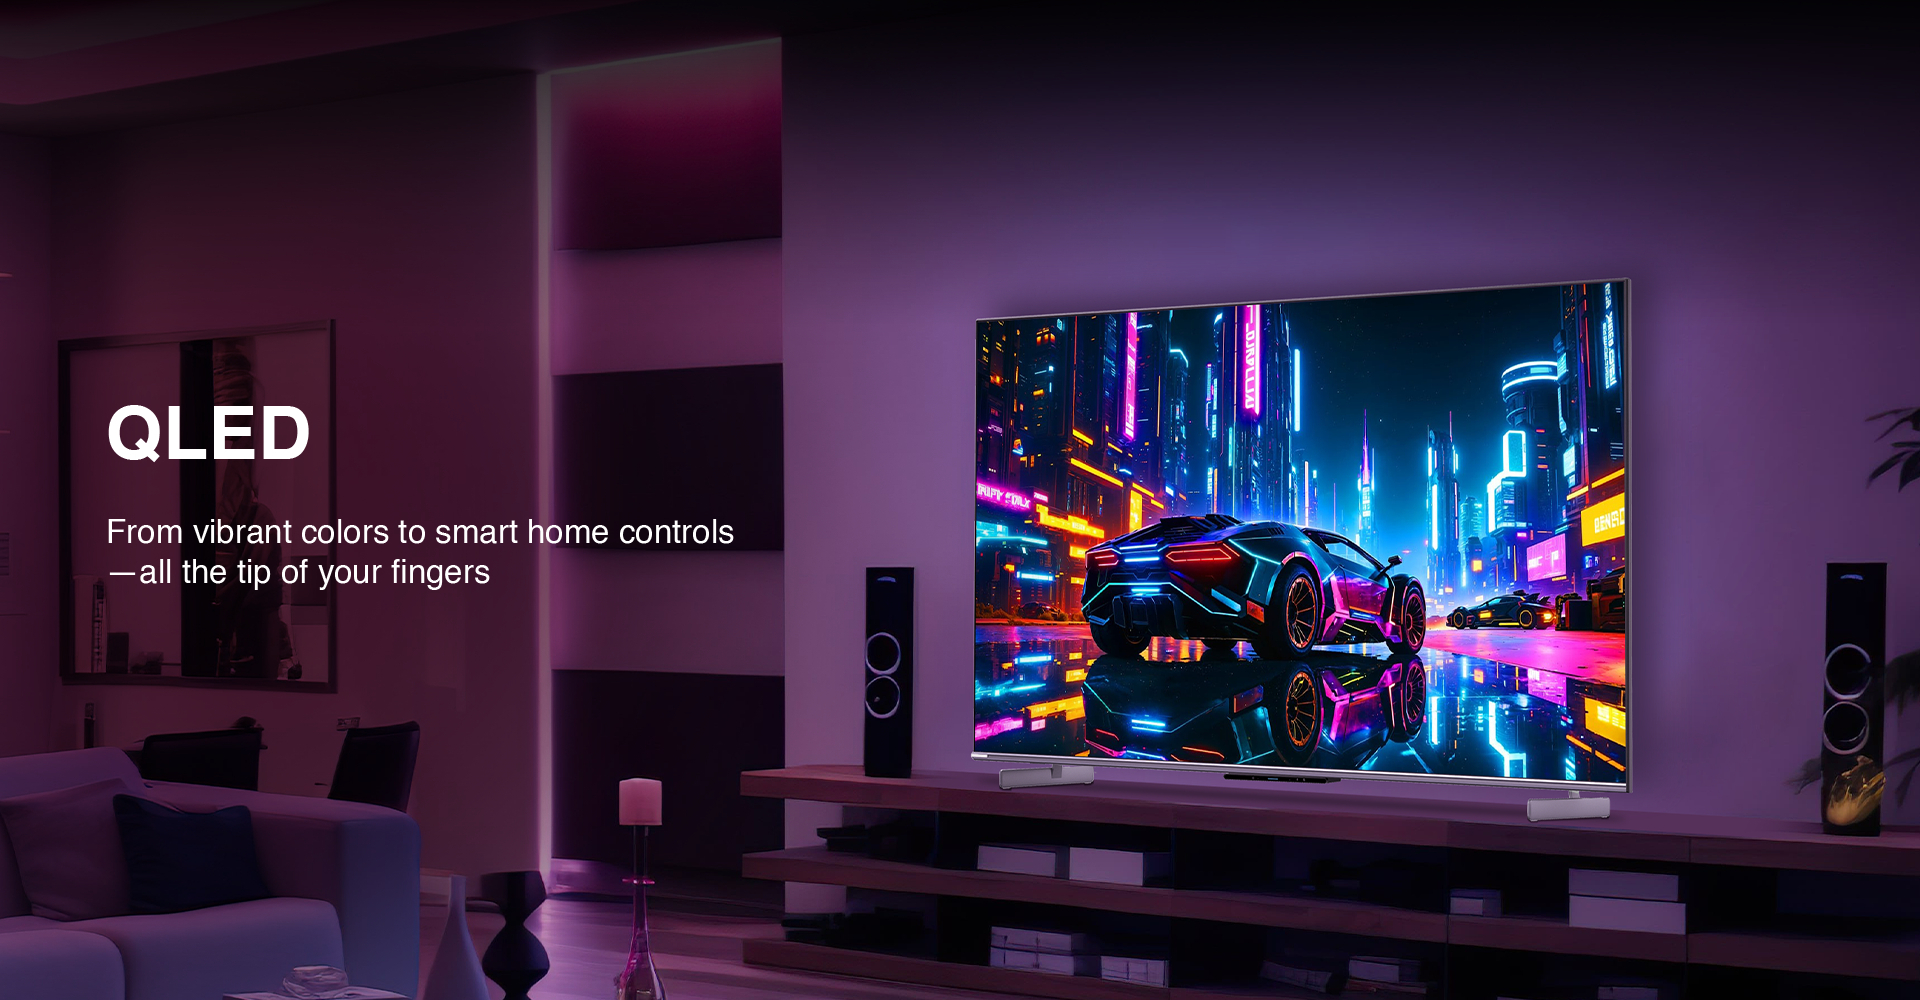 QLED
From vibrant colors to smart home controls
—all the tip of your fingers